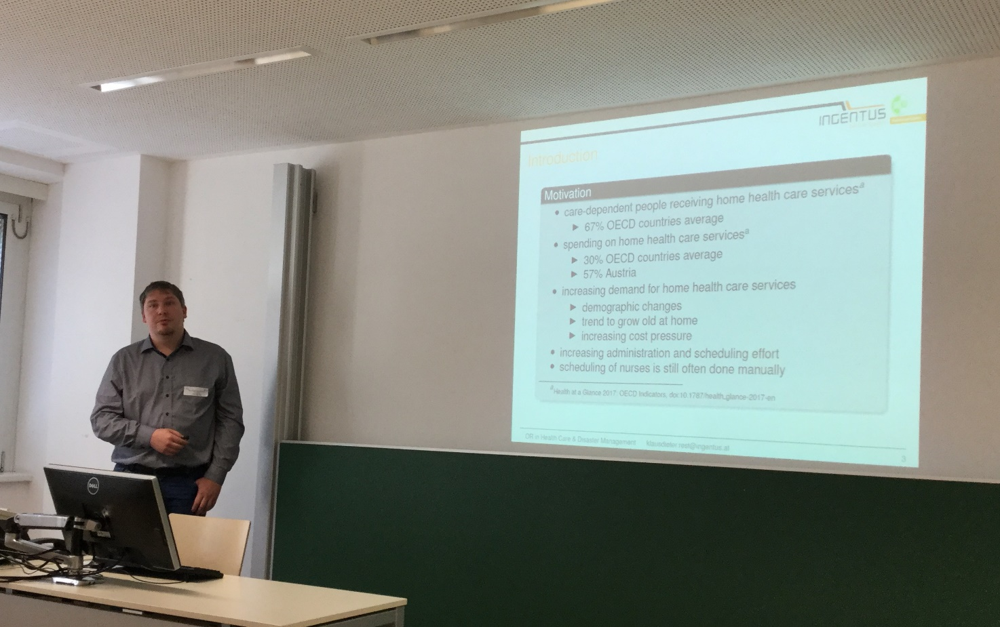 INGENTUS
Introduction
Motivation
• care-dependent people receiving home health care services a
▶ 67% OECD countries average
• spending on home health care services a
▶ 30% OECD countries average
▶ 57% Austria
• increasing demand for home health care services
▶ demographic changes
▶ trend to grow old at home
▶ increasing cost pressure
• increasing administration and scheduling effort
• scheduling of nurses is still often done manually
a Health at a Glance 2017: OECD Indicators, doi:10.1787/health_glance-2017-en
OR in Health Care & Disaster Management klausdieter.rest@ingentus.at
3
DELL